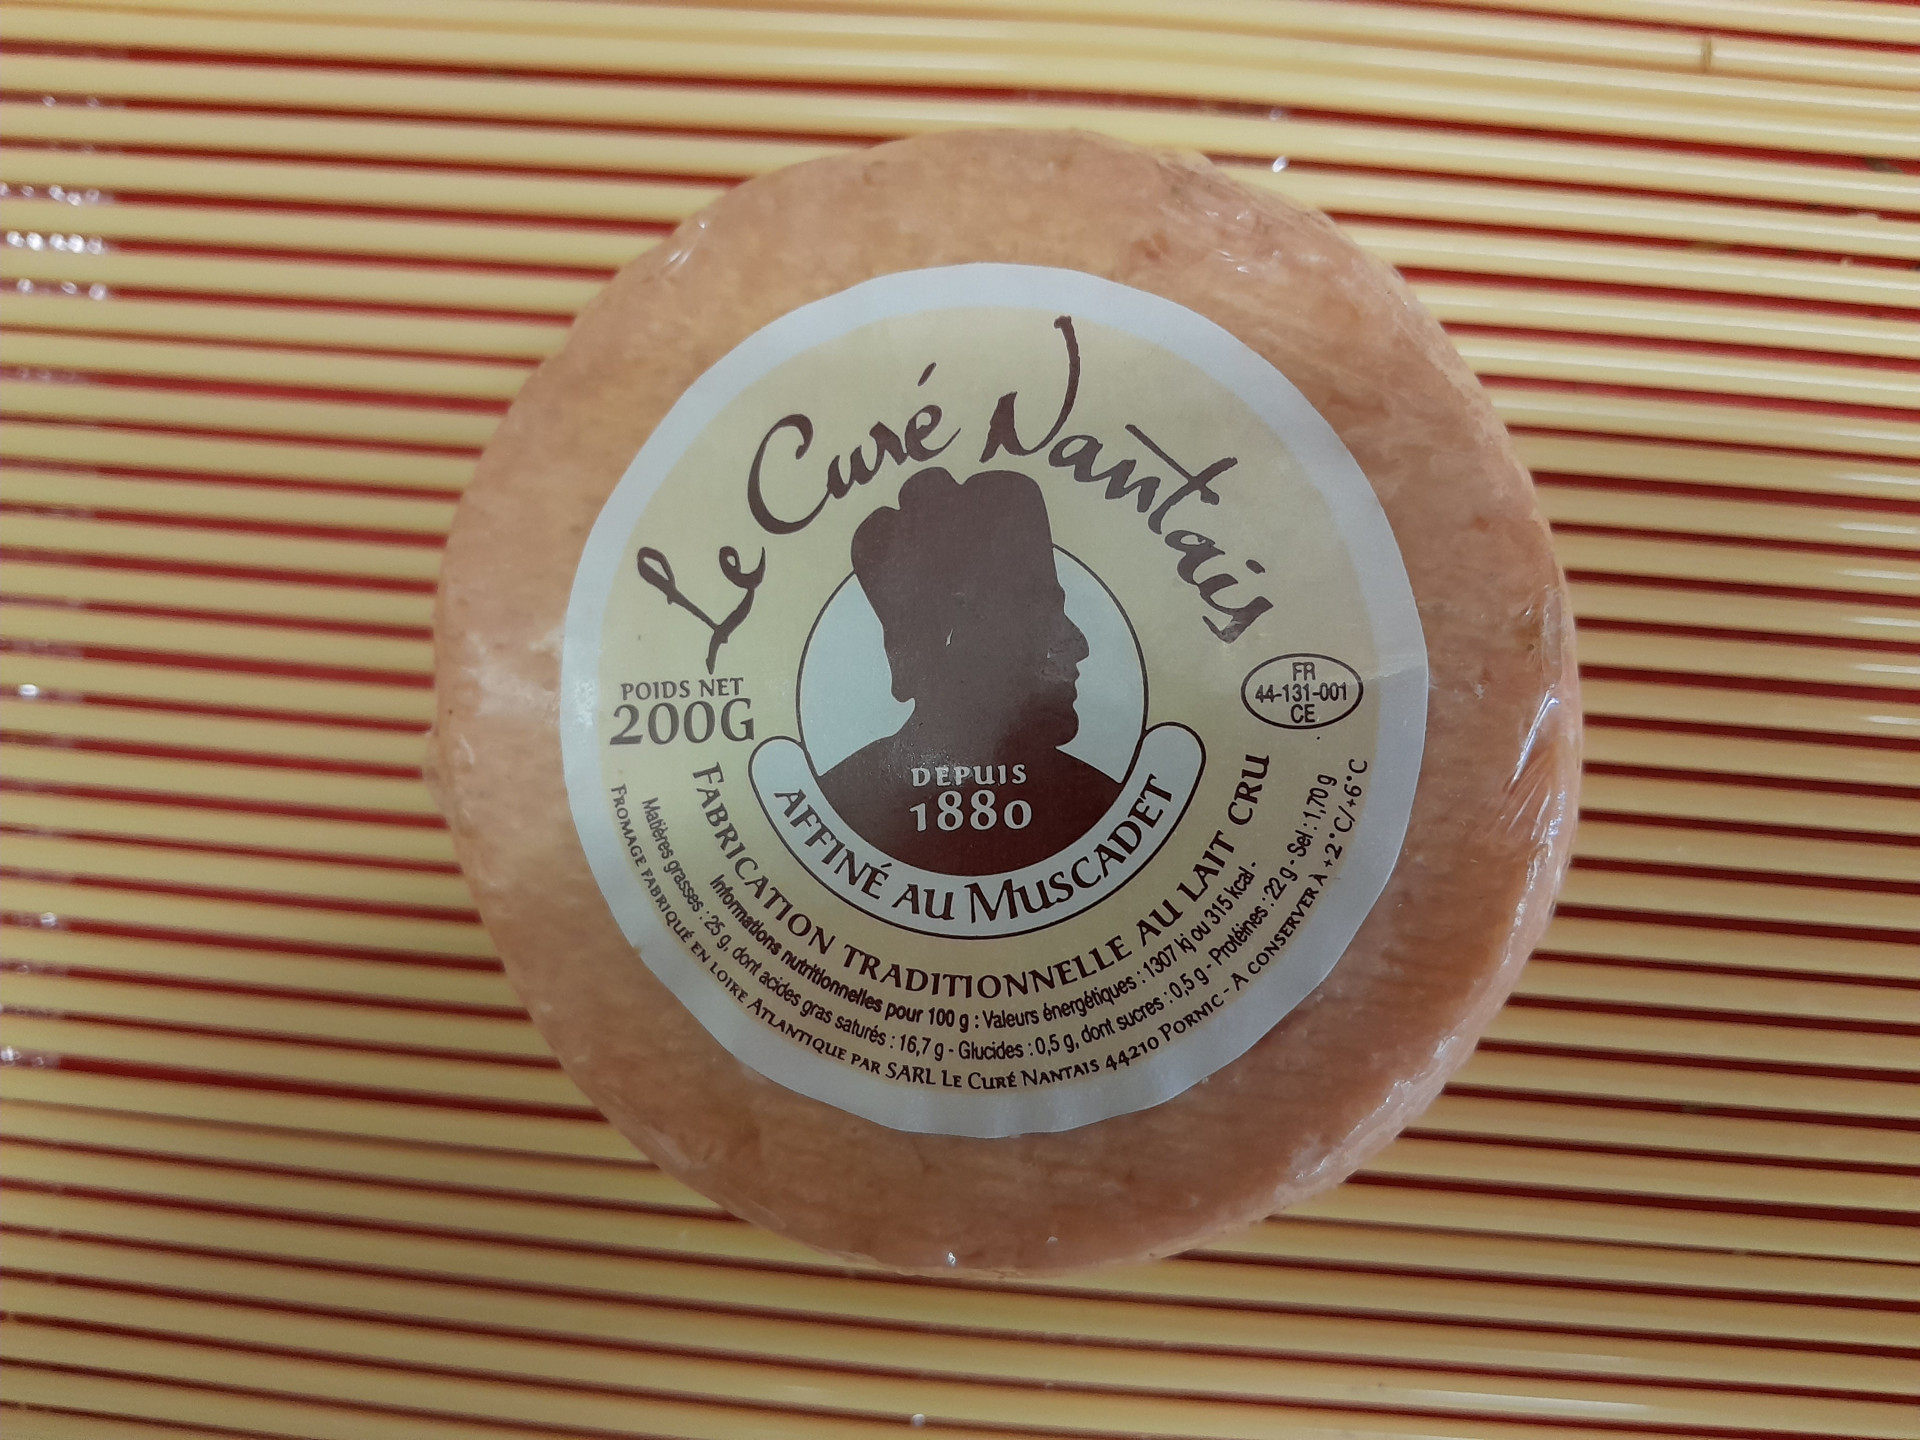 Le Curé Nantais
POIDS NET
200G
FR
44-131-001
CE
DEPUIS
1880
AFFINÉ AU MUSCADET
FABRICATION TRADITIONNELLE AU LAIT CRU
Informations nutritionnelles pour 100 g : Valeurs énergétiques : 1307 kj ou 315 kcal -
Matières grasses : 25 g, dont acides gras saturés : 16,7 g - Glucides : 0,5 g, dont sucres : 0,5 g - Protéines : 22 g - Sel : 1,70 g
FROMAGE FABRIQUÉ EN LOIRE ATLANTIQUE PAR SARL LE CURÉ NANTAIS 44210 PORNIC - A CONSERVER À +2°C/+6°C